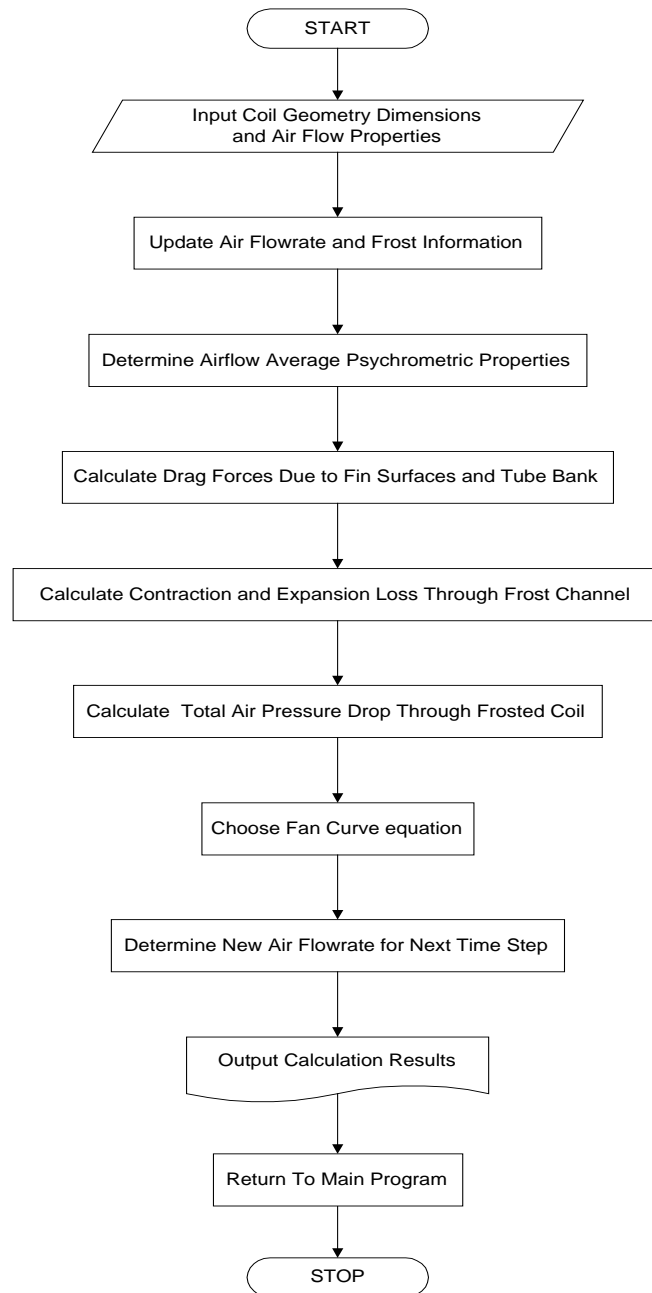 START
Input Coil Geometry Dimensions
and Air Flow Properties
Update Air Flowrate and Frost Information
Determine Airflow Average Psychrometric Properties
Calculate Drag Forces Due to Fin Surfaces and Tube Bank
Calculate Contraction and Expansion Loss Through Frost Channel
Calculate Total Air Pressure Drop Through Frosted Coil
Choose Fan Curve equation
Determine New Air Flowrate for Next Time Step
Output Calculation Results
Return To Main Program
STOP